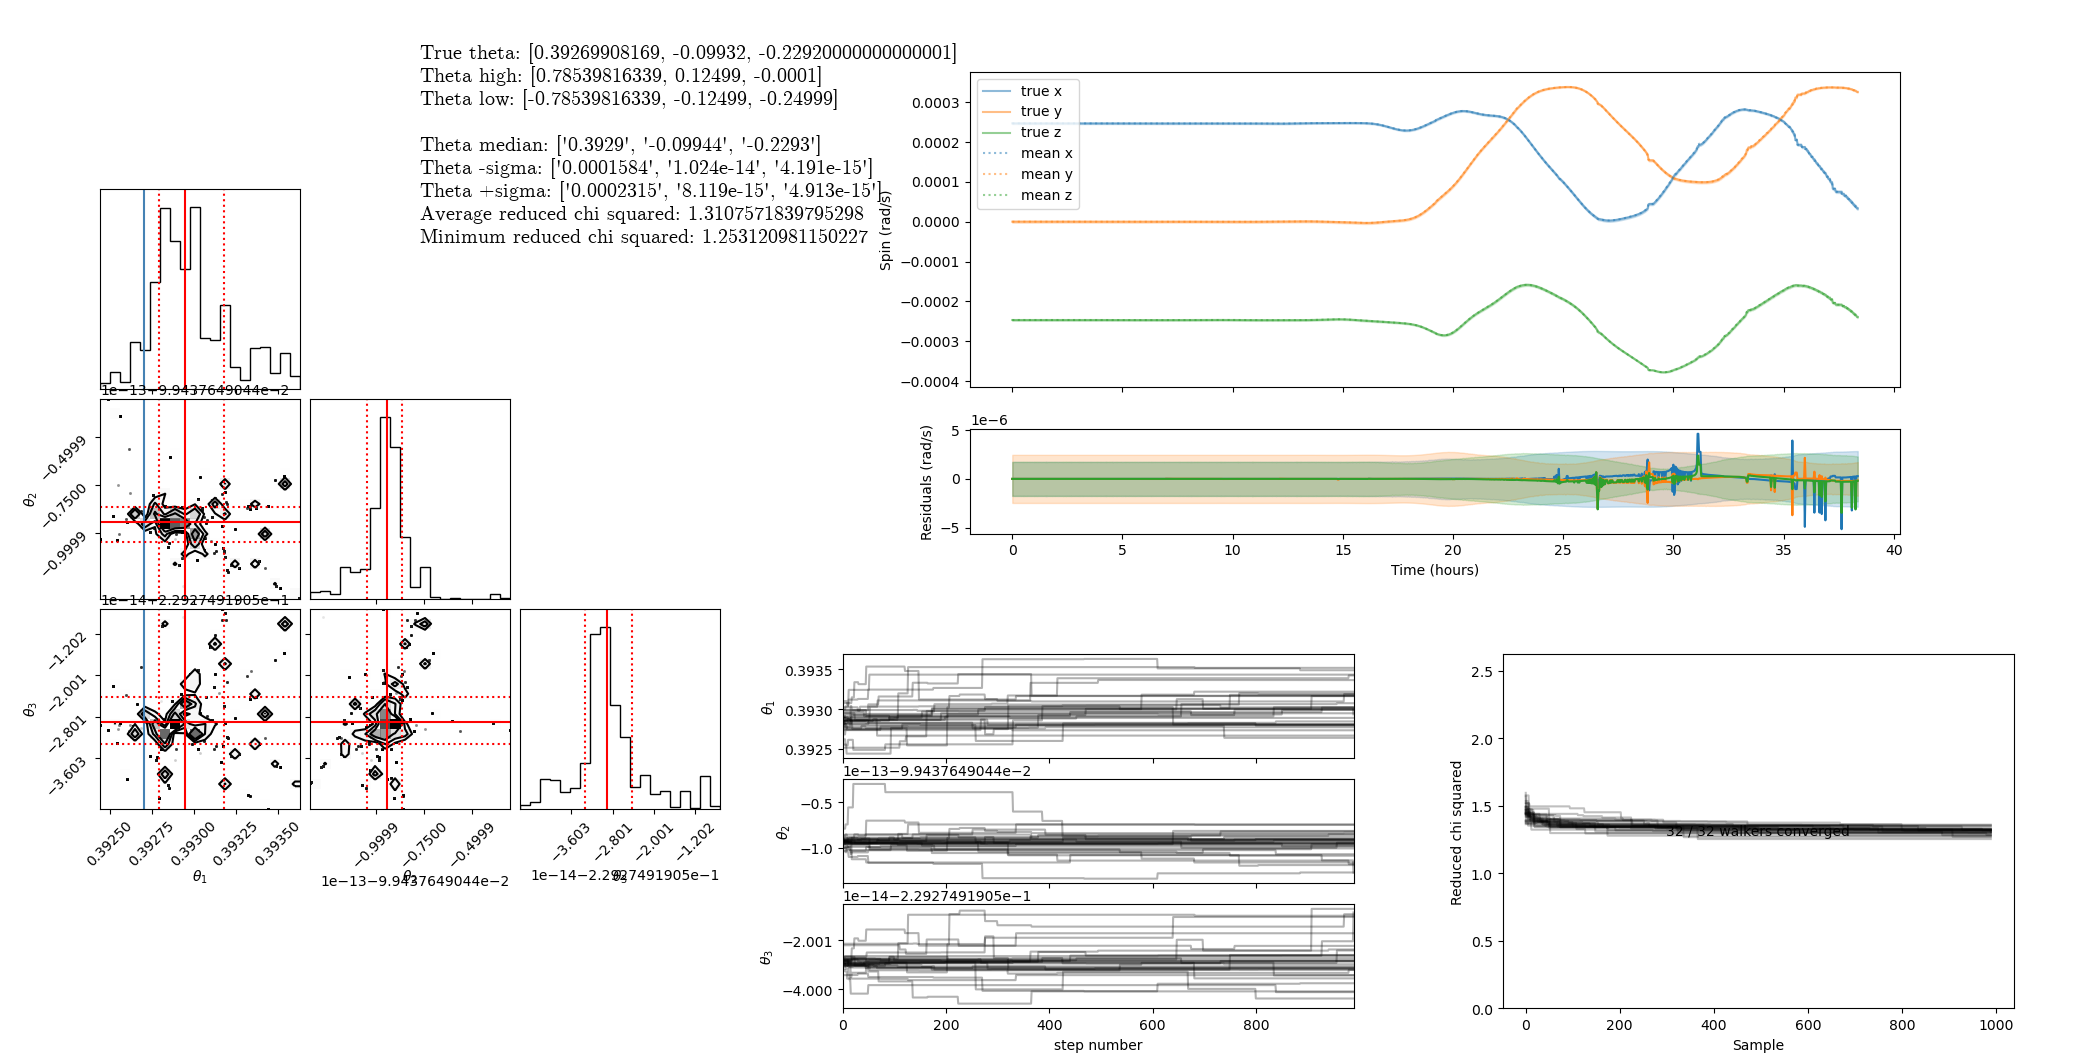 True theta: [0.39269908169, -0.09932, -0.22920000000000001]
Theta high: [0.78539816339, 0.12499, -0.0001]
Theta low: [-0.78539816339, -0.12499, -0.24999]
Theta median: ['0.3929', '-0.09944', '-0.2293']
Theta -sigma: ['0.0001584', '1.024e-14', '4.191e-15']
Theta +sigma: ['0.0002315', '8.119e-15', '4.913e-15']
Average reduced chi squared: 1.3107571839795298
Minimum reduced chi squared: 1.253120981150227
true x
true y
true z
mean x
mean y
mean z
Spin (rad/s)
0.0003
0.0002
0.0001
0.0000
−0.0001
−0.0002
−0.0003
−0.0004
1e−6
Residuals (rad/s)
5
0
−5
0 5 10 15 20 25 30 35 40
Time (hours)
1e−13−9.9437649044e−2
θ2
−0.4999
−0.7500
−0.9999
1e−14−2.2927491905e−1
θ3
−1.202
−2.001
−2.801
−3.603
0.39250 0.39275 0.39300 0.39325 0.39350
θ1
−0.9999 −0.7500 −0.4999
1e−13−9.9437649044e−2
−3.603 −2.801 −2.001 −1.202
θ3
1e−14−2.2927491905e−1
θ1
0.3935
0.3930
0.3925
1e−13−9.9437649044e−2
θ2
−0.5
−1.0
1e−14−2.2927491905e−1
θ3
−2.001
−4.000
0 200 400 600 800
step number
Reduced chi squared
2.5
2.0
1.5
1.0
0.5
0.0
32 / 32 walkers converged
0 200 400 600 800 1000
Sample